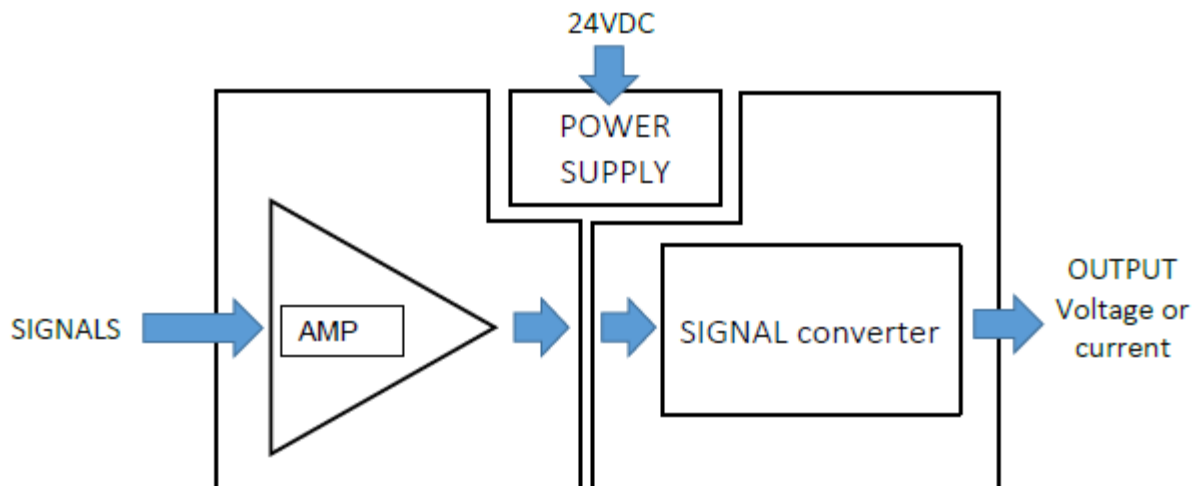 24VDC
POWER
SUPPLY
SIGNALS
AMP
SIGNAL converter
OUTPUT
Voltage or
current